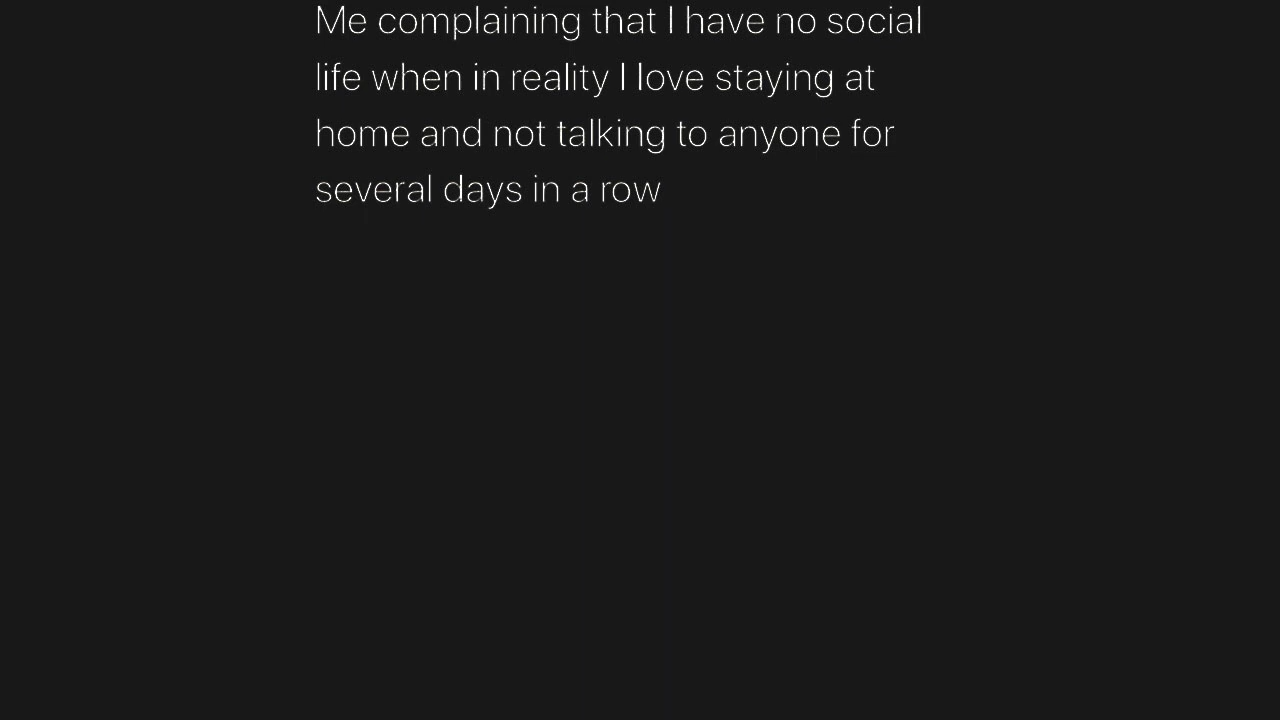 Me complaining that I have no social
life when in reality I love staying at
home and not talking to anyone for
several days in a row